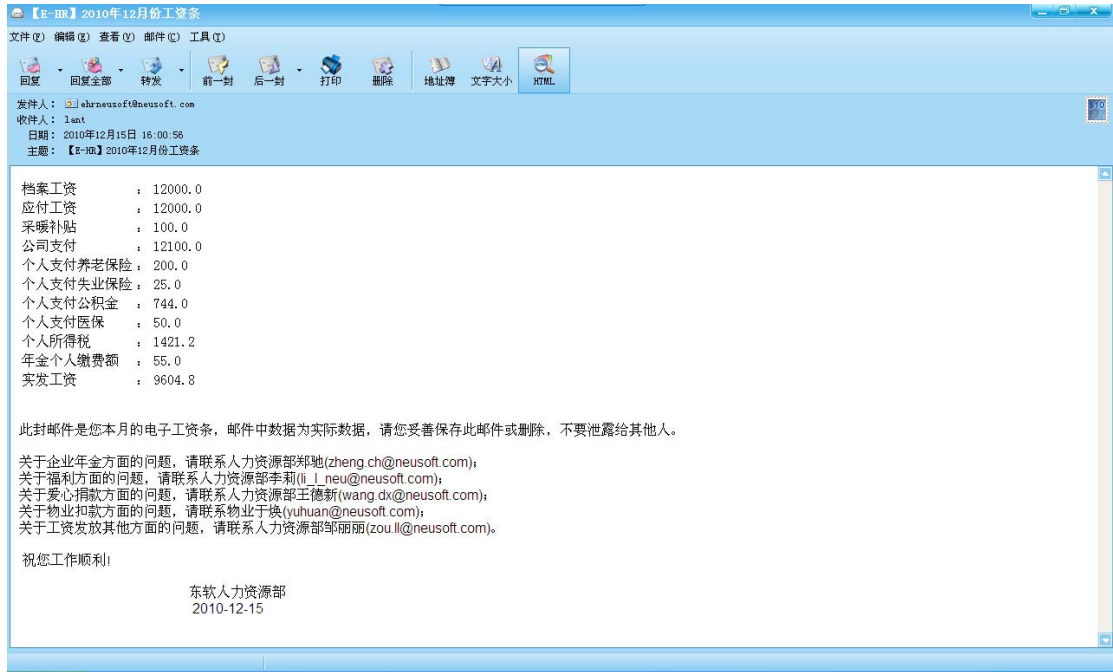 【E-HR】2010年12月份工资条
文件(F) 编辑(E) 查看(V) 邮件(C) 工具(T)
回复 回复全部 转发 前一封 后一封 打印 删除 地址簿 文字大小 HTML
发件人： ehrneusoft@neusoft.com
收件人： lant
日期： 2010年12月15日 16:00:56
主题： 【E-HR】2010年12月份工资条
档案工资 ： 12000.0
应付工资 ： 12000.0
采暖补贴 ： 100.0
公司支付 ： 12100.0
个人支付养老保险： 200.0
个人支付失业保险： 25.0
个人支付公积金 ： 744.0
个人支付医保 ： 50.0
个人所得税 ： 1421.2
年金个人缴费额 ： 55.0
实发工资 ： 9604.8
此封邮件是您本月的电子工资条，邮件中数据为实际数据，请您妥善保存此邮件或删除，不要泄露给其他人。
关于企业年金方面的问题，请联系人力资源部郑驰(zheng.ch@neusoft.com);
关于福利方面的问题，请联系人力资源部李莉(li_l_neu@neusoft.com);
关于爱心捐款方面的问题，请联系人力资源部王德新(wang.dx@neusoft.com);
关于物业扣款方面的问题，请联系物业于焕(yuhuan@neusoft.com);
关于工资发放其他方面的问题，请联系人力资源部邹丽丽(zou.ll@neusoft.com)。
祝您工作顺利!
东软人力资源部
2010-12-15